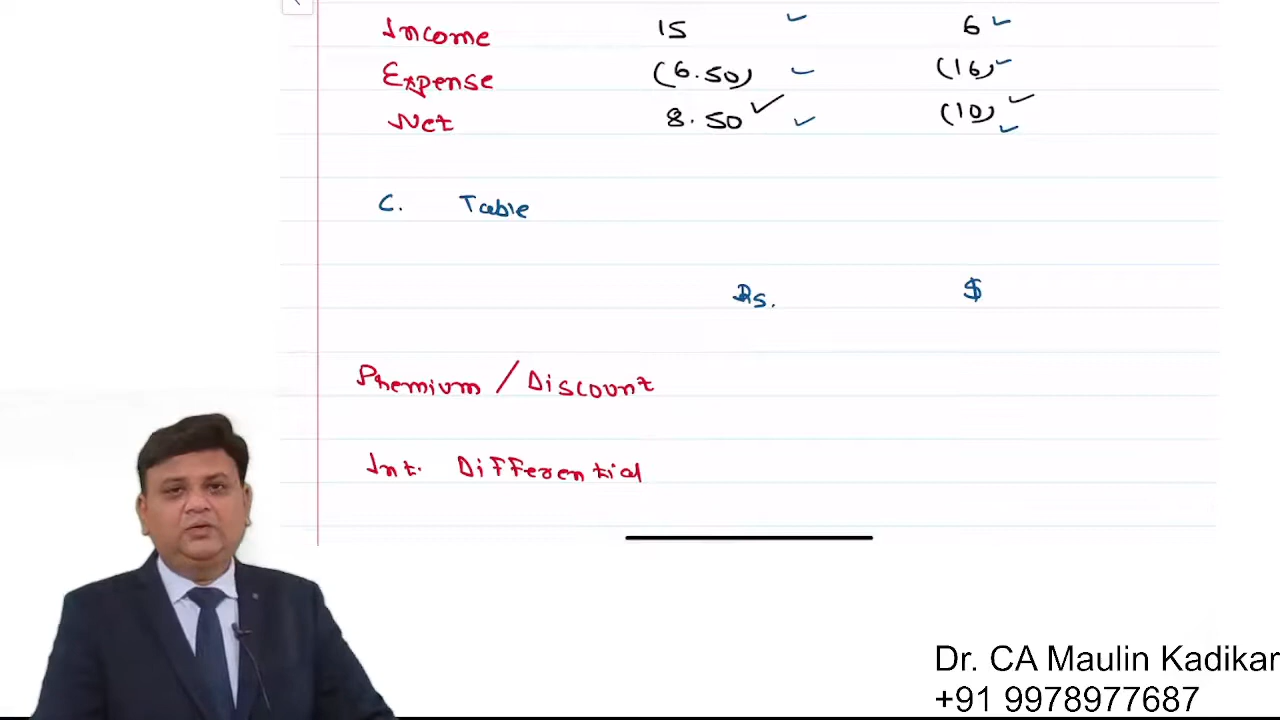 Income 15 6
Expense (6.50) (16)
Net 8.50 (10)
C. Table
Rs. $
Premium / Discount
Int. Differential
Dr. CA Maulin Kadikar
+91 9978977687